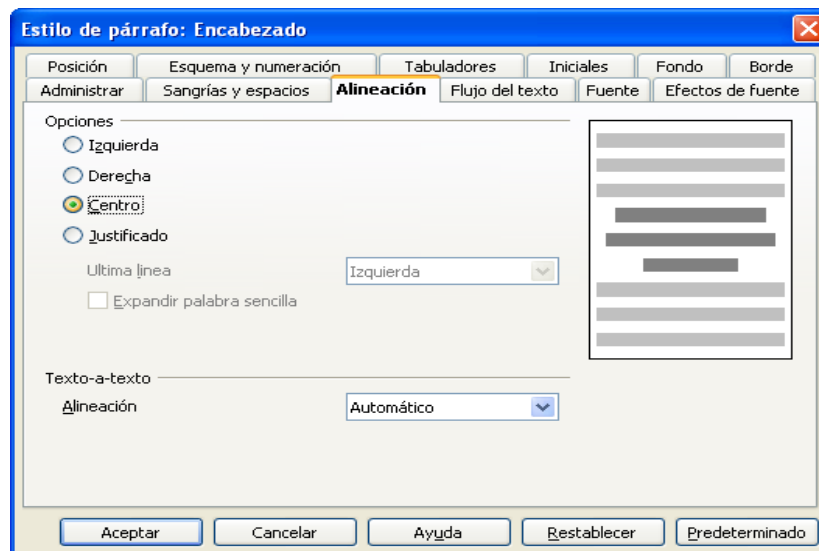 Estilo de párrafo: Encabezado
Posición Esquema y numeración Tabuladores Iniciales Fondo Borde
Administrar Sangrías y espacios Alineación Flujo del texto Fuente Efectos de fuente
Opciones
Izquierda
Derecha
Centro
Justificado
Ultima linea Izquierda
Expandir palabra sencilla
Texto-a-texto
Alineación Automático
Aceptar Cancelar Ayuda Restablecer Predeterminado